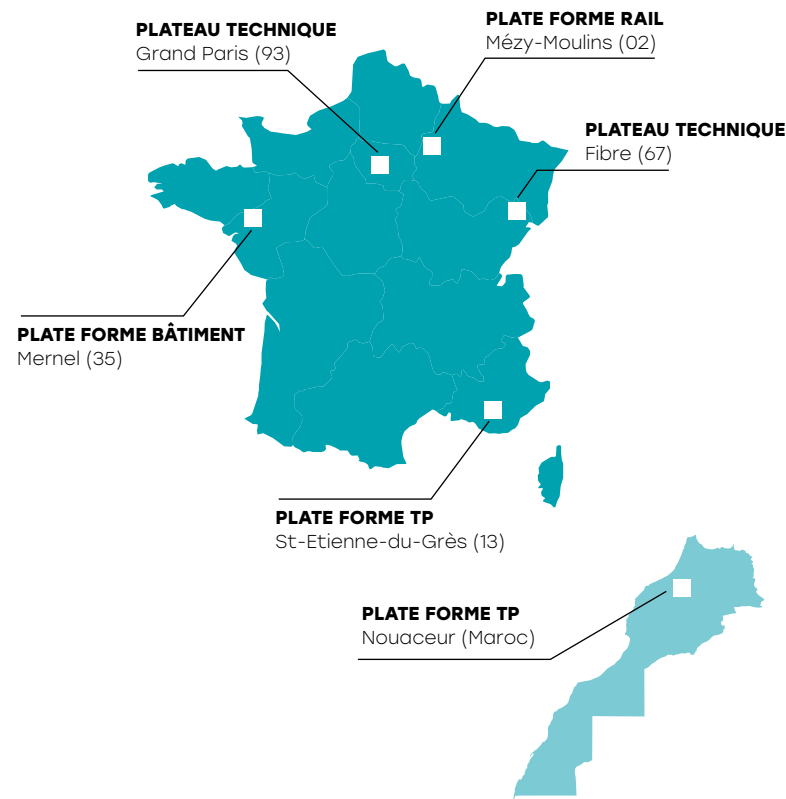 PLATEAU TECHNIQUE
Grand Paris (93)
PLATE FORME RAIL
Mézy-Moulins (02)
PLATEAU TECHNIQUE
Fibre (67)
PLATE FORME BÂTIMENT
Mernel (35)
PLATE FORME TP
St-Etienne-du-Grès (13)
PLATE FORME TP
Nouaceur (Maroc)